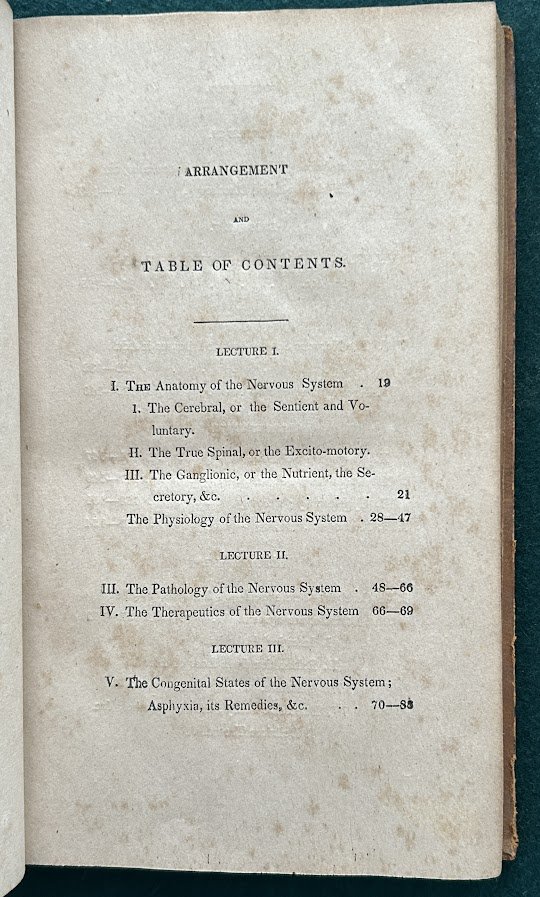 ARRANGEMENT
AND
TABLE OF CONTENTS.
LECTURE I.
I. THE Anatomy of the Nervous System . 19
I. The Cerebral, or the Sentient and Vo-
luntary.
II. The True Spinal, or the Excito-motory.
III. The Ganglionic, or the Nutrient, the Se-
cretory, &c. . . . . . 21
The Physiology of the Nervous System . 28—47
LECTURE II.
III. The Pathology of the Nervous System . 48—66
IV. The Therapeutics of the Nervous System 66—69
LECTURE III.
V. The Congenital States of the Nervous System;
Asphyxia, its Remedies, &c. . . 70—83